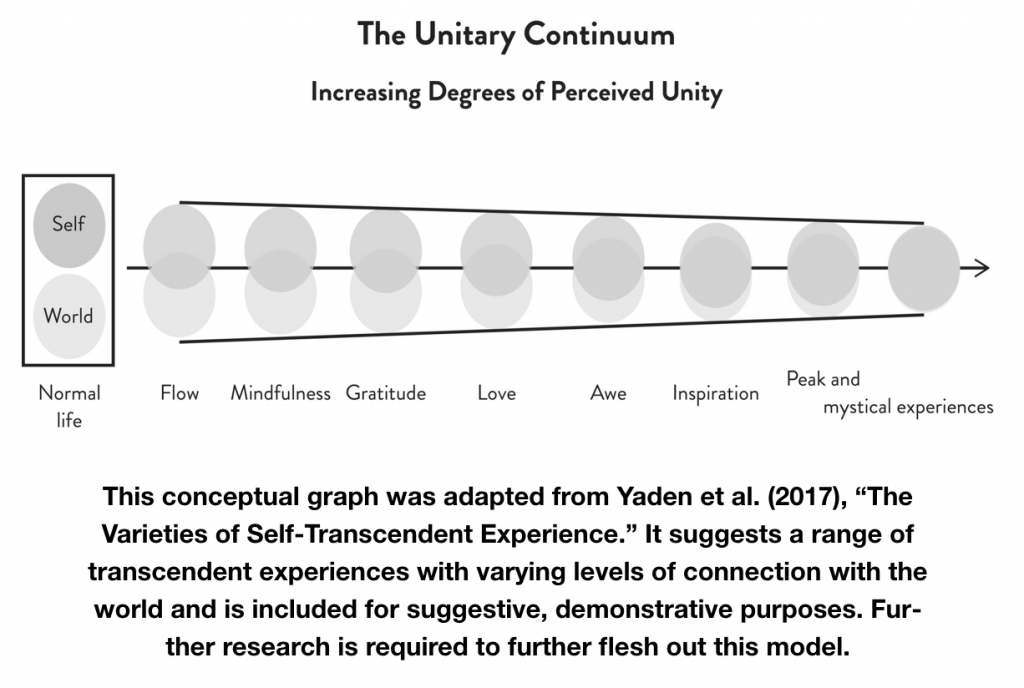 The Unitary Continuum
Increasing Degrees of Perceived Unity
Self
World
Normal
life
Flow
Mindfulness
Gratitude
Love
Awe
Inspiration
Peak and
mystical experiences
This conceptual graph was adapted from Yaden et al. (2017), “The
Varieties of Self-Transcendent Experience.” It suggests a range of
transcendent experiences with varying levels of connection with the
world and is included for suggestive, demonstrative purposes. Fur-
ther research is required to further flesh out this model.